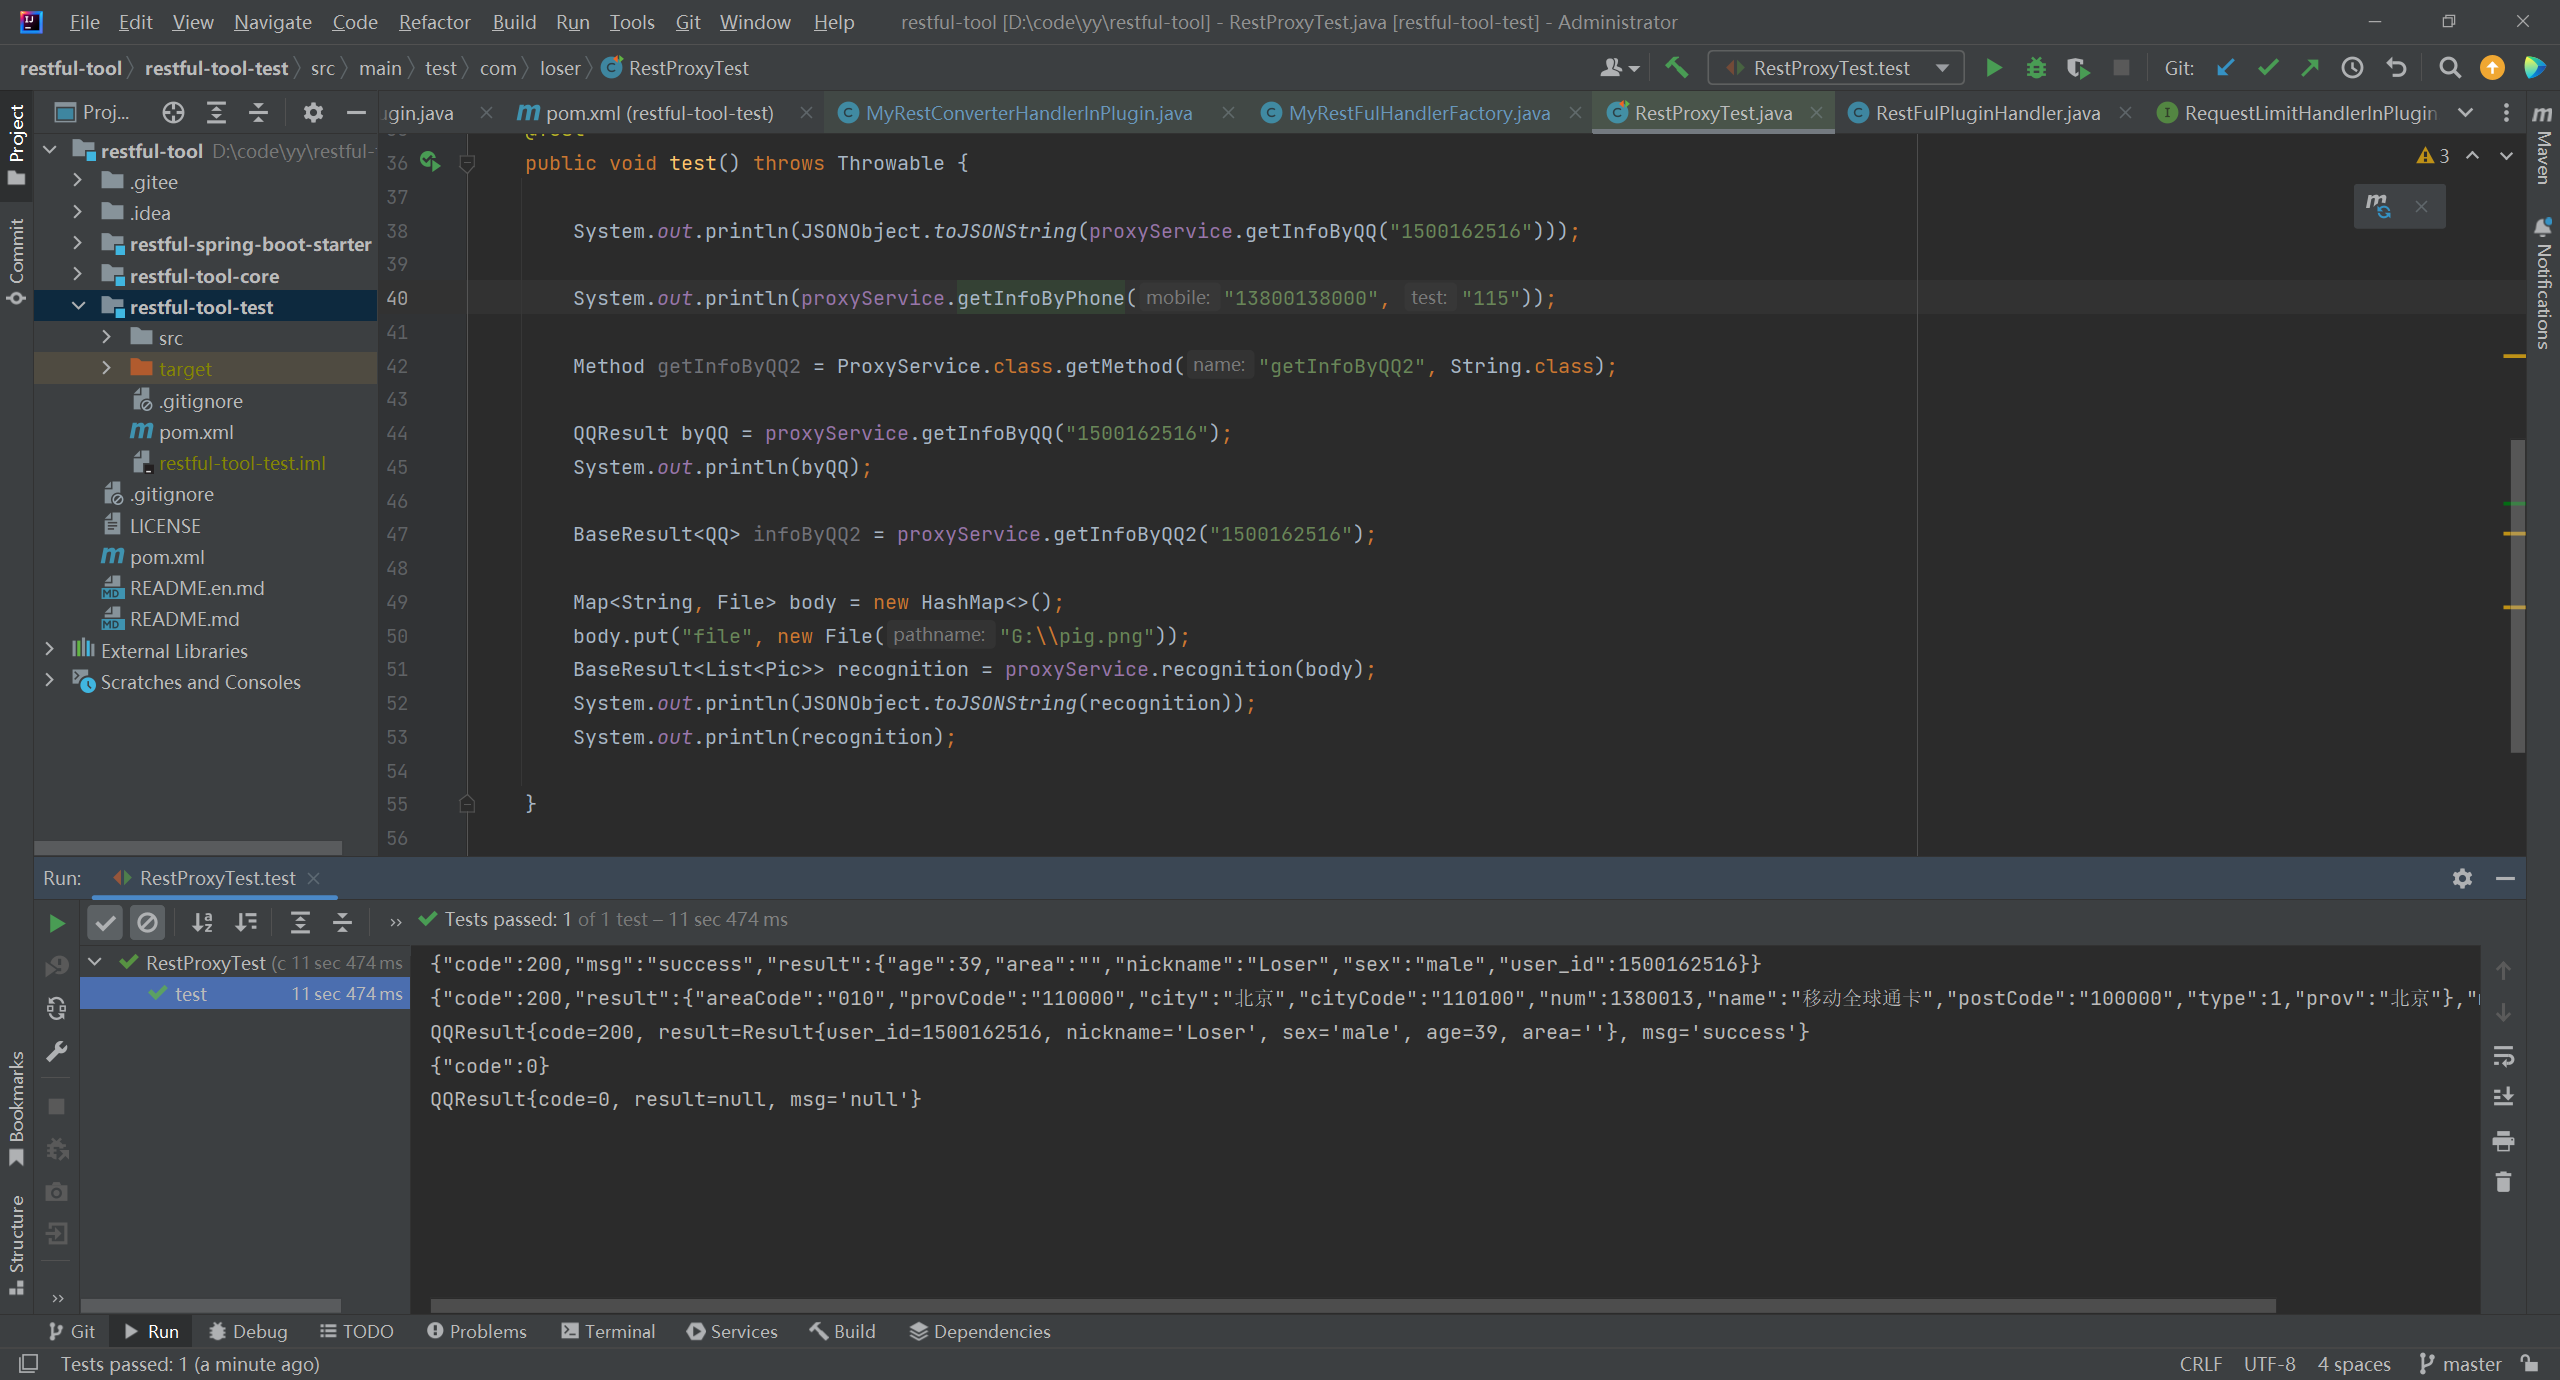 File Edit View Navigate Code Refactor Build Run Tools Git Window Help restful-tool [D:\code\yy\restful-tool] - RestProxyTest.java [restful-tool-test] - Administrator
restful-tool restful-tool-test src main test com loser RestProxyTest RestProxyTest.test Git:
Proj... ugin.java pom.xml (restful-tool-test) MyRestConverterHandlerInPlugin.java MyRestFulHandlerFactory.java RestProxyTest.java RestFulPluginHandler.java RequestLimitHandlerInPlugin
Project
Commit
Bookmarks
Structure
Maven
Notifications
restful-tool D:\code\yy\restful-
.gitee
.idea
restful-spring-boot-starter
restful-tool-core
restful-tool-test
src
target
.gitignore
pom.xml
restful-tool-test.iml
.gitignore
LICENSE
pom.xml
README.en.md
README.md
External Libraries
Scratches and Consoles
3
36 public void test() throws Throwable {
37
38 System.out.println(JSONObject.toJSONString(proxyService.getInfoByQQ("1500162516")));
39
40 System.out.println(proxyService.getInfoByPhone( mobile: "13800138000", test: "115"));
41
42 Method getInfoByQQ2 = ProxyService.class.getMethod( name: "getInfoByQQ2", String.class);
43
44 QQResult byQQ = proxyService.getInfoByQQ("1500162516");
45 System.out.println(byQQ);
46
47 BaseResult<QQ> infoByQQ2 = proxyService.getInfoByQQ2("1500162516");
48
49 Map<String, File> body = new HashMap<>();
50 body.put("file", new File( pathname: "G:\\pig.png"));
51 BaseResult<List<Pic>> recognition = proxyService.recognition(body);
52 System.out.println(JSONObject.toJSONString(recognition));
53 System.out.println(recognition);
54
55 }
56
Run: RestProxyTest.test
Tests passed: 1 of 1 test – 11 sec 474 ms
RestProxyTest (c 11 sec 474 ms
test 11 sec 474 ms
{"code":200,"msg":"success","result":{"age":39,"area":"","nickname":"Loser","sex":"male","user_id":1500162516}}
{"code":200,"result":{"areaCode":"010","provCode":"110000","city":"北京","cityCode":"110100","num":1380013,"name":"移动全球通卡","postCode":"100000","type":1,"prov":"北京"},"
QQResult{code=200, result=Result{user_id=1500162516, nickname='Loser', sex='male', age=39, area=''}, msg='success'}
{"code":0}
QQResult{code=0, result=null, msg='null'}
Git Run Debug TODO Problems Terminal Services Build Dependencies
Tests passed: 1 (a minute ago) CRLF UTF-8 4 spaces master